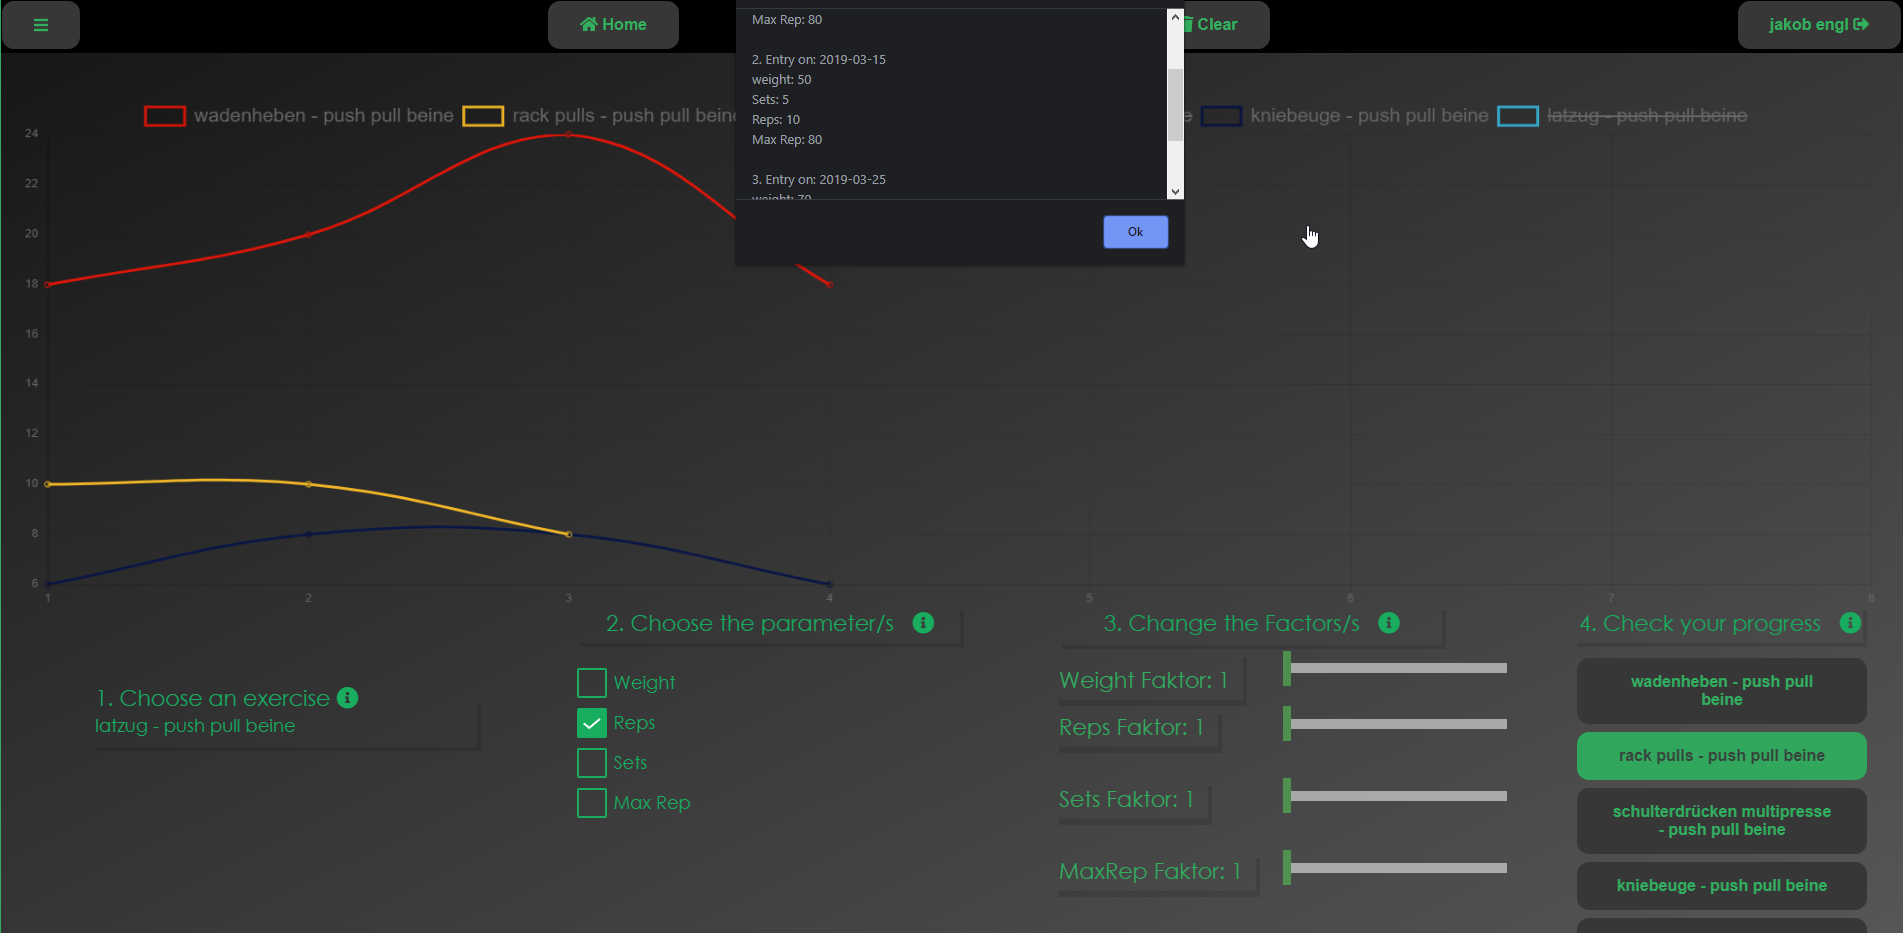 Home
Clear
jakob engl
Max Rep: 80
2. Entry on: 2019-03-15
weight: 50
Sets: 5
Reps: 10
Max Rep: 80
3. Entry on: 2019-03-25
weight: 70
Ok
wadenheben - push pull beine
rack pulls - push pull beine
kniebeuge - push pull beine
latzug - push pull beine
24
22
20
18
16
14
12
10
8
6
1 2 3 4 5 6 7 8
1. Choose an exercise
latzug - push pull beine
2. Choose the parameter/s
Weight
Reps
Sets
Max Rep
3. Change the Factors/s
Weight Faktor: 1
Reps Faktor: 1
Sets Faktor: 1
MaxRep Faktor: 1
4. Check your progress
wadenheben - push pull
beine
rack pulls - push pull beine
schulterdrücken multipresse
- push pull beine
kniebeuge - push pull beine